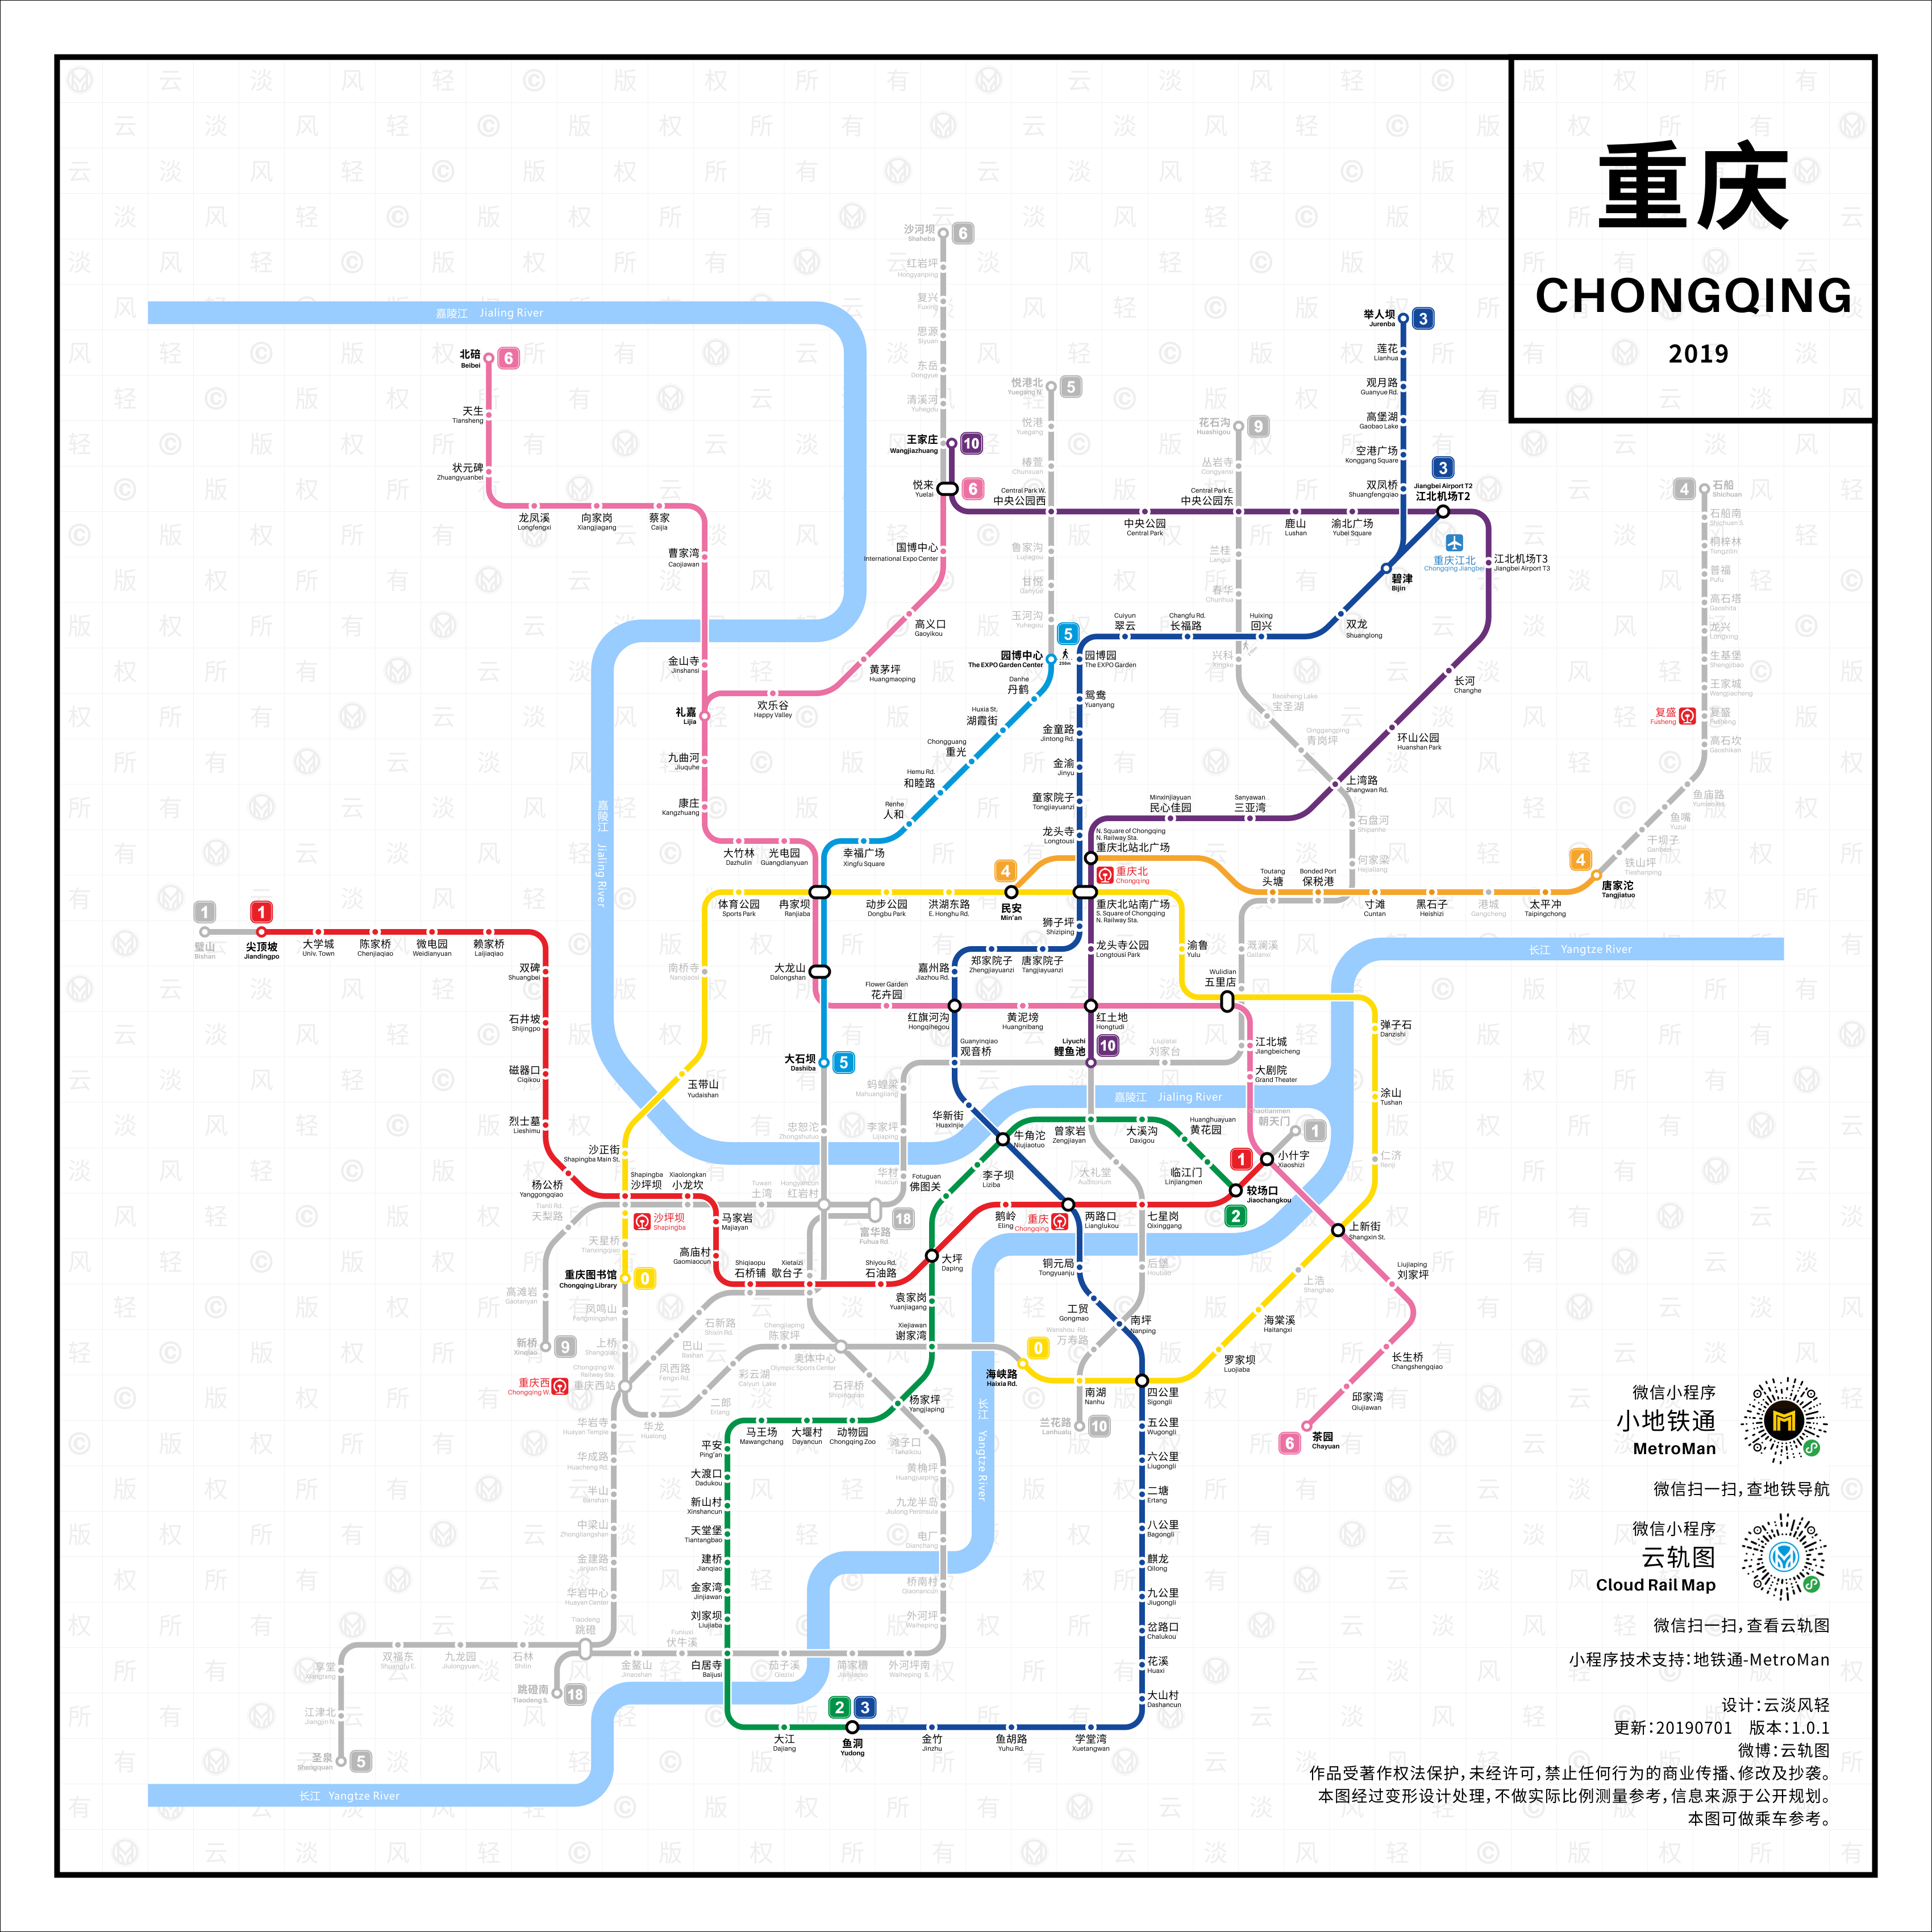 重庆
CHONGQING
2019
嘉陵江 Jialing River
沙河坝
Shaheba
6
红岩坪
Hongyanping
复兴
Fuxing
思源
Siyuan
东岳
Dongyue
清溪河
Yuhegou
王家庄
Wangjiazhuang
10
悦来
Yuelai
6
国博中心
International Expo Center
高义口
Gaoyikou
黄茅坪
Huangmaoping
欢乐谷
Happy Valley
北碚
Beibei
6
天生
Tiansheng
状元碑
Zhuangyuanbei
龙凤溪
Longfengxi
向家岗
Xiangjiagang
蔡家
Caijia
曹家湾
Caojiawan
金山寺
Jinshansi
礼嘉
Lijia
九曲河
Jiuquhe
康庄
Kangzhuang
大竹林
Dazhulin
光电园
Guangdianyuan
悦港北
Yuegang N.
5
悦港
Yuegang
椿萱
Chunxuan
Central Park W.
中央公园西
中央公园
Central Park
Central Park E.
中央公园东
鹿山
Lushan
渝北广场
Yubei Square
鲁家沟
Lujiagou
甘悦
Ganyue
玉河沟
Yuhegou
5
园博中心
The EXPO Garden Center
250m
花石沟
Huashigou
9
丛岩寺
Congyansi
兰桂
Langui
春华
Chunhua
兴科
Xingke
Baosheng Lake
宝圣湖
Qinggangping
青岗坪
举人坝
Jurenba
3
莲花
Lianhua
观月路
Guanyue Rd.
高堡湖
Gaobao Lake
空港广场
Konggang Square
双凤桥
Shuangfengqiao
3
Jiangbei Airport T2
江北机场T2
重庆江北
Chongqing Jiangbei
江北机场T3
Jiangbei Airport T3
碧津
Bijin
双龙
Shuanglong
Huixing
回兴
Changfu Rd.
长福路
Cuiyun
翠云
园博园
The EXPO Garden
鸳鸯
Yuanyang
金童路
Jintong Rd.
金渝
Jinyu
童家院子
Tongjiayuanzi
龙头寺
Longtousi
长河
Changhe
环山公园
Huanshan Park
上湾路
Shangwan Rd.
Sanyawan
三亚湾
Minxinjiayuan
民心佳园
石盘河
Shipanhe
何家梁
Hejialiang
4
石船
Shichuan
石船南
Shichuan S.
桐梓林
Tongzilin
普福
Pufu
高石塔
Gaoshita
龙兴
Longxing
生基堡
Shengjibao
王家城
Wangjiacheng
复盛
Fusheng
复盛
Fusheng
高石坎
Gaoshikan
鱼庙路
Yumiao Rd.
鱼嘴
Yuzui
干坝子
Ganbazi
铁山坪
Tieshanping
4
唐家沱
Tangjiatuo
太平冲
Taipingchong
港城
Gangcheng
黑石子
Heishizi
寸滩
Cuntan
Bonded Port
保税港
Toutang
头塘
Danhe
丹鹤
Huxia St.
湖霞街
Chongguang
重光
Hemu Rd.
和睦路
Renhe
人和
幸福广场
Xingfu Square
N. Square of Chongqing
N. Railway Sta.
重庆北站北广场
重庆北
Chongqing
重庆北站南广场
S. Square of Chongqing
N. Railway Sta.
4
民安
Min'an
洪湖东路
E. Honghu Rd.
动步公园
Dongbu Park
冉家坝
Ranjiaba
体育公园
Sports Park
南桥寺
Nanqiaosi
大龙山
Dalongshan
Flower Garden
花卉园
狮子坪
Shiziping
唐家院子
Tangjiayuanzi
郑家院子
Zhengjiayuanzi
嘉州路
Jiazhou Rd.
龙头寺公园
Longtousi Park
渝鲁
Yulu
溉澜溪
Gailanxi
Wulidian
五里店
长江 Yangtze River
嘉陵江 Jialing River
红旗河沟
Hongqihegou
黄泥塝
Huangnibang
红土地
Hongtudi
Liyuchi
鲤鱼池
10
Liujiatai
刘家台
江北城
Jiangbeicheng
大剧院
Grand Theater
弹子石
Danzishi
涂山
Tushan
仁济
Renji
Guanyinqiao
观音桥
大石坝
Dashiba
5
蚂蝗梁
Mahuangliang
李家坪
Lijiaping
华村
Huacun
忠恕沱
Zhongshutuo
玉带山
Yudaishan
1
璧山
Bishan
1
尖顶坡
Jiandingpo
大学城
Univ. Town
陈家桥
Chenjiaqiao
微电园
Weidianyuan
赖家桥
Laijiaqiao
双碑
Shuangbei
石井坡
Shijingpo
磁器口
Ciqikou
烈士墓
Lieshimu
杨公桥
Yanggongqiao
沙正街
Shapingba Main St.
Shapingba
沙坪坝
Xiaolongkan
小龙坎
沙坪坝
Shapingba
马家岩
Majiayan
高庙村
Gaomiaocun
Tianli Rd.
天梨路
天星桥
Tianxingqiao
重庆图书馆
Chongqing Library
0
Tuwan
土湾
Hongyancun
红岩村
富华路
Fuhua Rd.
18
Shiqiaopu
石桥铺
Xietaizi
歇台子
Shiyou Rd.
石油路
嘉陵江 Jialing River
华新街
Huaxinjie
牛角沱
Niujiaotuo
李子坝
Liziba
Fotuguan
佛图关
大坪
Daping
曾家岩
Zengjiayan
大溪沟
Daxigou
Huanghuayuan
黄花园
临江门
Linjiangmen
大礼堂
Auditorium
Chaotianmen
朝天门
1
1
小什字
Xiaoshizi
较场口
Jiaochangkou
2
鹅岭
Eling
重庆
Chongqing
两路口
Lianglukou
七星岗
Qixinggang
上新街
Shangxin St.
铜元局
Tongyuanju
后堡
Houbao
工贸
Gongmao
南坪
Nanping
Wanshou Rd.
万寿路
上浩
Shanghao
海棠溪
Haitangxi
罗家坝
Luojiaba
Liujiaping
刘家坪
长生桥
Changshengqiao
邱家湾
Qiujiawan
6
茶园
Chayuan
0
海峡路
Haixia Rd.
南湖
Nanhu
四公里
Sigongli
兰花路
Lanhualu
10
五公里
Wugongli
六公里
Liugongli
二塘
Ertang
八公里
Bagongli
麒龙
Qilong
九公里
Jiugongli
岔路口
Chalukou
花溪
Huaxi
大山村
Dashancun
学堂湾
Xuetangwan
鱼胡路
Yuhu Rd.
金竹
Jinzhu
2 3
鱼洞
Yudong
大江
Dajiang
长江 Yangtze River
高滩岩
Gaotanyan
新桥
Xinqiao
9
凤鸣山
Fengmingshan
上桥
Shangqiao
Chongqing W.
Railway Sta.
重庆西站
重庆西
Chongqing W.
石新路
Shixin Rd.
巴山
Bashan
凤西路
Fengxi Rd.
二郎
Erlang
华龙
Hualong
彩云湖
Caiyun Lake
Chenjiaping
陈家坪
奥体中心
Olympic Sports Center
石坪桥
Shipingqiao
袁家岗
Yuanjiagang
Xiejiawan
谢家湾
杨家坪
Yangjiaping
动物园
Chongqing Zoo
大堰村
Dayancun
马王场
Mawangchang
平安
Ping'an
大渡口
Dadukou
新山村
Xinshancun
天堂堡
Tiantangbao
建桥
Jianqiao
金家湾
Jinjiawan
刘家坝
Liujiaba
白居寺
Baijusi
滩子口
Tanzikou
黄桷坪
Huangjueping
九龙半岛
Jiulong Peninsula
电厂
Dianchang
桥南村
Qiaonancun
外河坪
Waiheping
外河坪南
Waiheping S.
简家槽
Jianjiacao
茄子溪
Qiezixi
Funiuxi
伏牛溪
金鳌山
Jinaoshan
华岩寺
Huayan Temple
华成路
Huacheng Rd.
半山
Banshan
中梁山
Zhongliangshan
金建路
Jinjian Rd.
华岩中心
Huayan Center
Tiaodeng
跳磴
跳磴南
Tiaodeng S.
18
石林
Shilin
九龙园
Jiulongyuan
双福东
Shuangfu E.
享堂
Xiangtang
江津北
Jiangjin N.
圣泉
Shengquan
5
长江 Yangtze River
微信小程序
小地铁通
MetroMan
微信扫一扫，查地铁导航
微信小程序
云轨图
Cloud Rail Map
微信扫一扫，查看云轨图
小程序技术支持：地铁通-MetroMan
设计：云淡风轻
更新：20190701 版本：1.0.1
微博：云轨图
作品受著作权法保护，未经许可，禁止任何行为的商业传播、修改及抄袭。
本图经过变形设计处理，不做实际比例测量参考，信息来源于公开规划。
本图可做乘车参考。
云淡风轻©版权所有